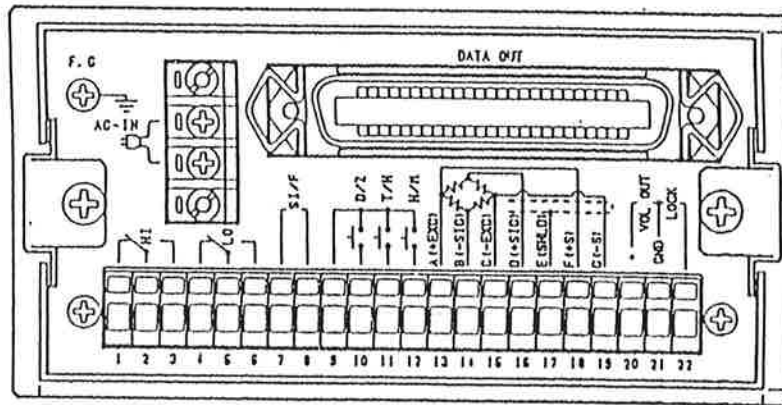 F.G
DATA OUT
AC-IN
HI
LO
SI/F
D/Z
T/H
H/M
A(+EXC)
B(-SIG)
C(-EXC)
D(+SIG)
E(SHLD)
F(+S)
G(-S)
+
VOL OUT
GND
LOCK
1 2 3 4 5 6 7 8 9 10 11 12 13 14 15 16 17 18 19 20 21 22